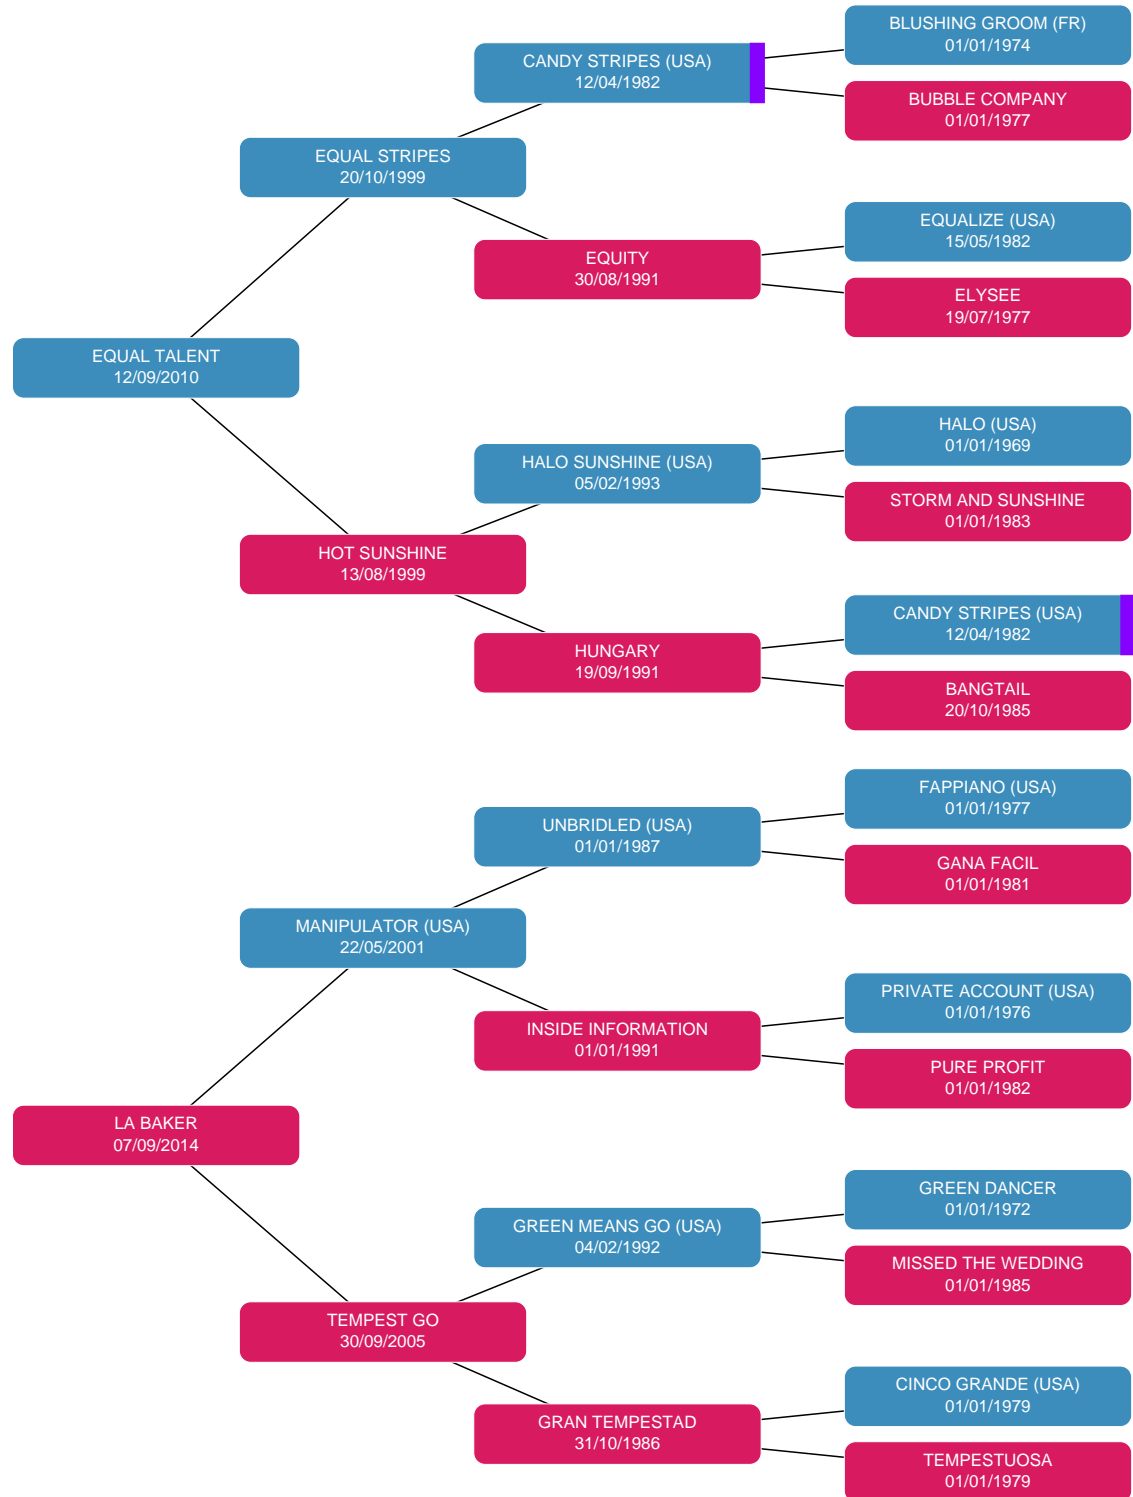 BLUSHING GROOM (FR)
01/01/1974
CANDY STRIPES (USA)
12/04/1982
BUBBLE COMPANY
01/01/1977
EQUAL STRIPES
20/10/1999
EQUALIZE (USA)
15/05/1982
EQUITY
30/08/1991
ELYSEE
19/07/1977
EQUAL TALENT
12/09/2010
HALO (USA)
01/01/1969
HALO SUNSHINE (USA)
05/02/1993
STORM AND SUNSHINE
01/01/1983
HOT SUNSHINE
13/08/1999
CANDY STRIPES (USA)
12/04/1982
HUNGARY
19/09/1991
BANGTAIL
20/10/1985
FAPPIANO (USA)
01/01/1977
UNBRIDLED (USA)
01/01/1987
GANA FACIL
01/01/1981
MANIPULATOR (USA)
22/05/2001
PRIVATE ACCOUNT (USA)
01/01/1976
INSIDE INFORMATION
01/01/1991
PURE PROFIT
01/01/1982
LA BAKER
07/09/2014
GREEN DANCER
01/01/1972
GREEN MEANS GO (USA)
04/02/1992
MISSED THE WEDDING
01/01/1985
TEMPEST GO
30/09/2005
CINCO GRANDE (USA)
01/01/1979
GRAN TEMPESTAD
31/10/1986
TEMPESTUOSA
01/01/1979